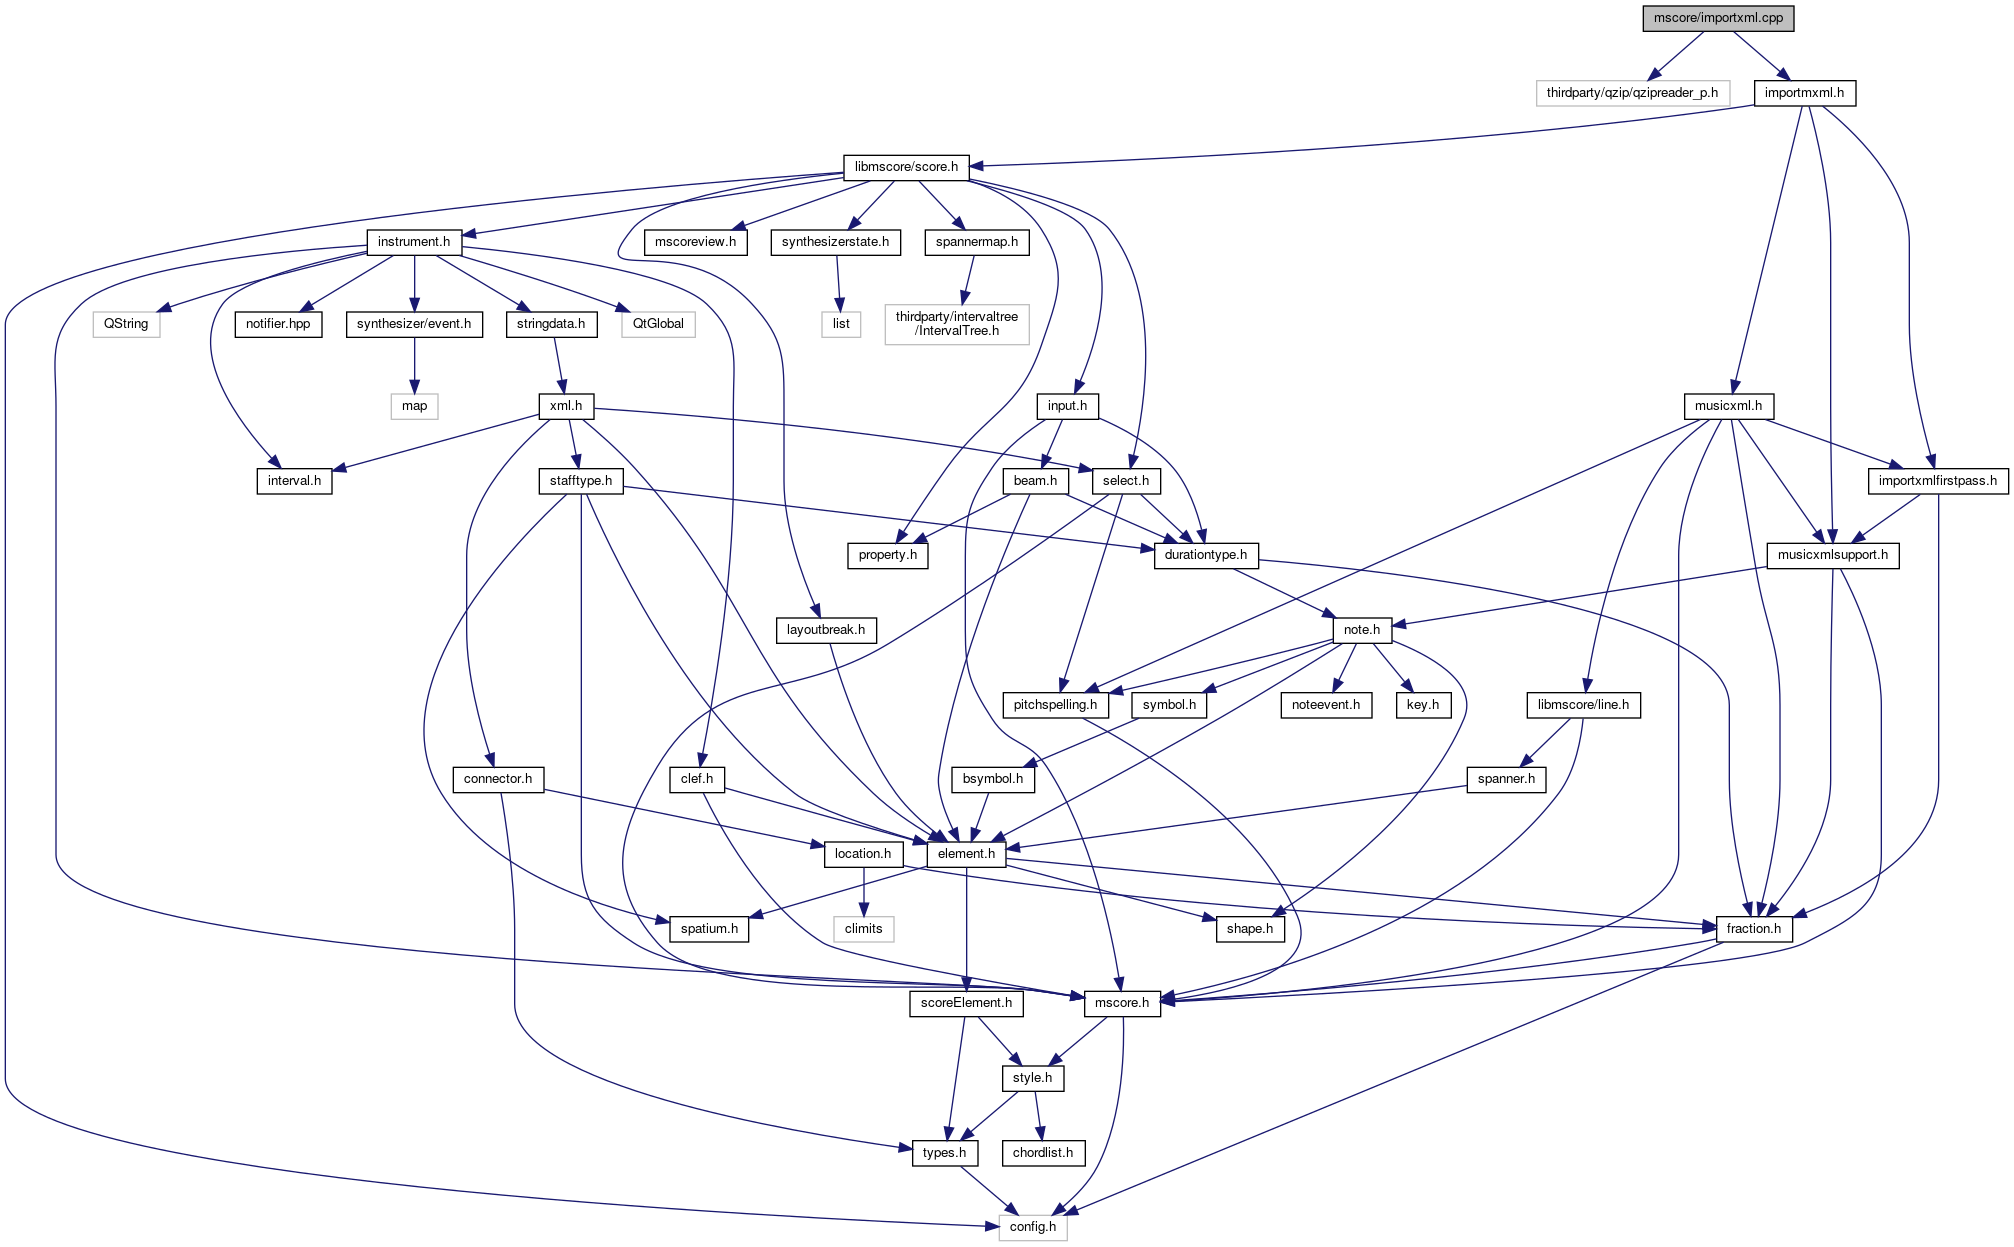 mscore/importxml.cpp
thirdparty/qzip/qzipreader_p.h
importmxml.h
libmscore/score.h
instrument.h
mscoreview.h
synthesizerstate.h
spannermap.h
QString
notifier.hpp
synthesizer/event.h
stringdata.h
QtGlobal
list
thirdparty/intervaltree
/IntervalTree.h
map
xml.h
input.h
musicxml.h
interval.h
stafftype.h
beam.h
select.h
importxmlfirstpass.h
property.h
durationtype.h
musicxmlsupport.h
layoutbreak.h
note.h
pitchspelling.h
symbol.h
noteevent.h
key.h
libmscore/line.h
connector.h
clef.h
bsymbol.h
spanner.h
location.h
element.h
spatium.h
climits
shape.h
fraction.h
scoreElement.h
mscore.h
style.h
types.h
chordlist.h
config.h